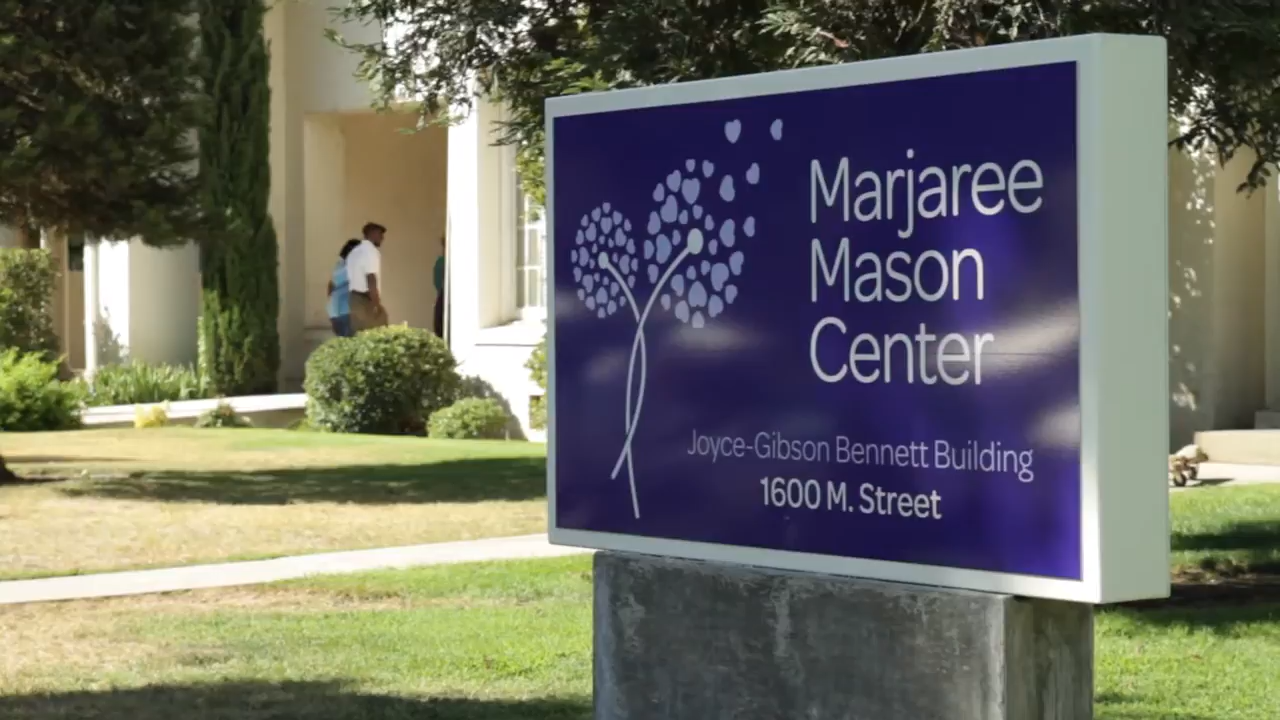 Marjaree
Mason
Center
Joyce-Gibson Bennett Building
1600 M. Street